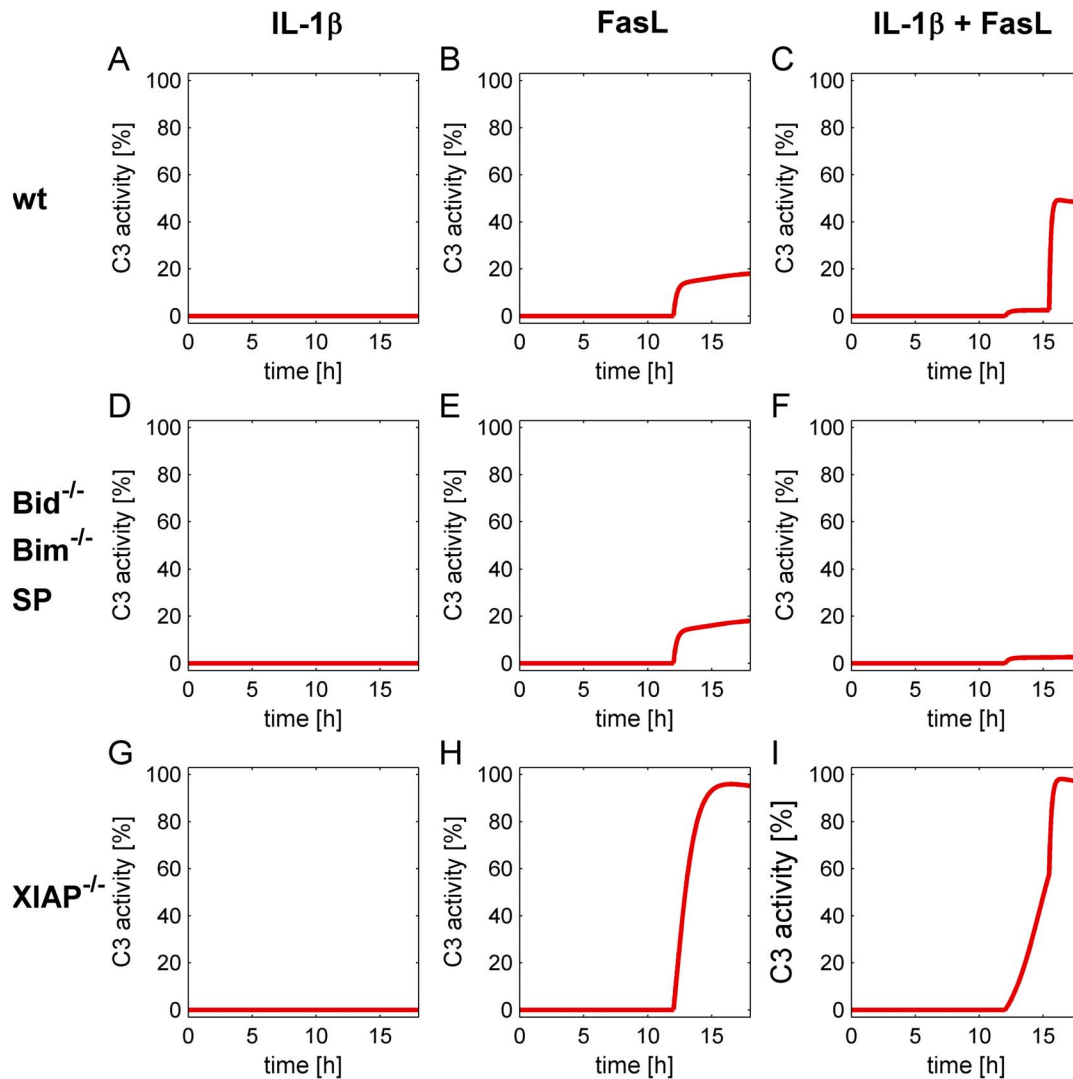 IL-1β FasL IL-1β + FasL
A B C
wt
C3 activity [%] C3 activity [%] C3 activity [%]
100 100 100
80 80 80
60 60 60
40 40 40
20 20 20
0 0 0
0 5 10 15 0 5 10 15 0 5 10 15
time [h] time [h] time [h]
D E F
Bid-/-
Bim-/-
SP
C3 activity [%] C3 activity [%] C3 activity [%]
100 100 100
80 80 80
60 60 60
40 40 40
20 20 20
0 0 0
0 5 10 15 0 5 10 15 0 5 10 15
time [h] time [h] time [h]
G H I
XIAP-/-
C3 activity [%] C3 activity [%] C3 activity [%]
100 100 100
80 80 80
60 60 60
40 40 40
20 20 20
0 0 0
0 5 10 15 0 5 10 15 0 5 10 15
time [h] time [h] time [h]